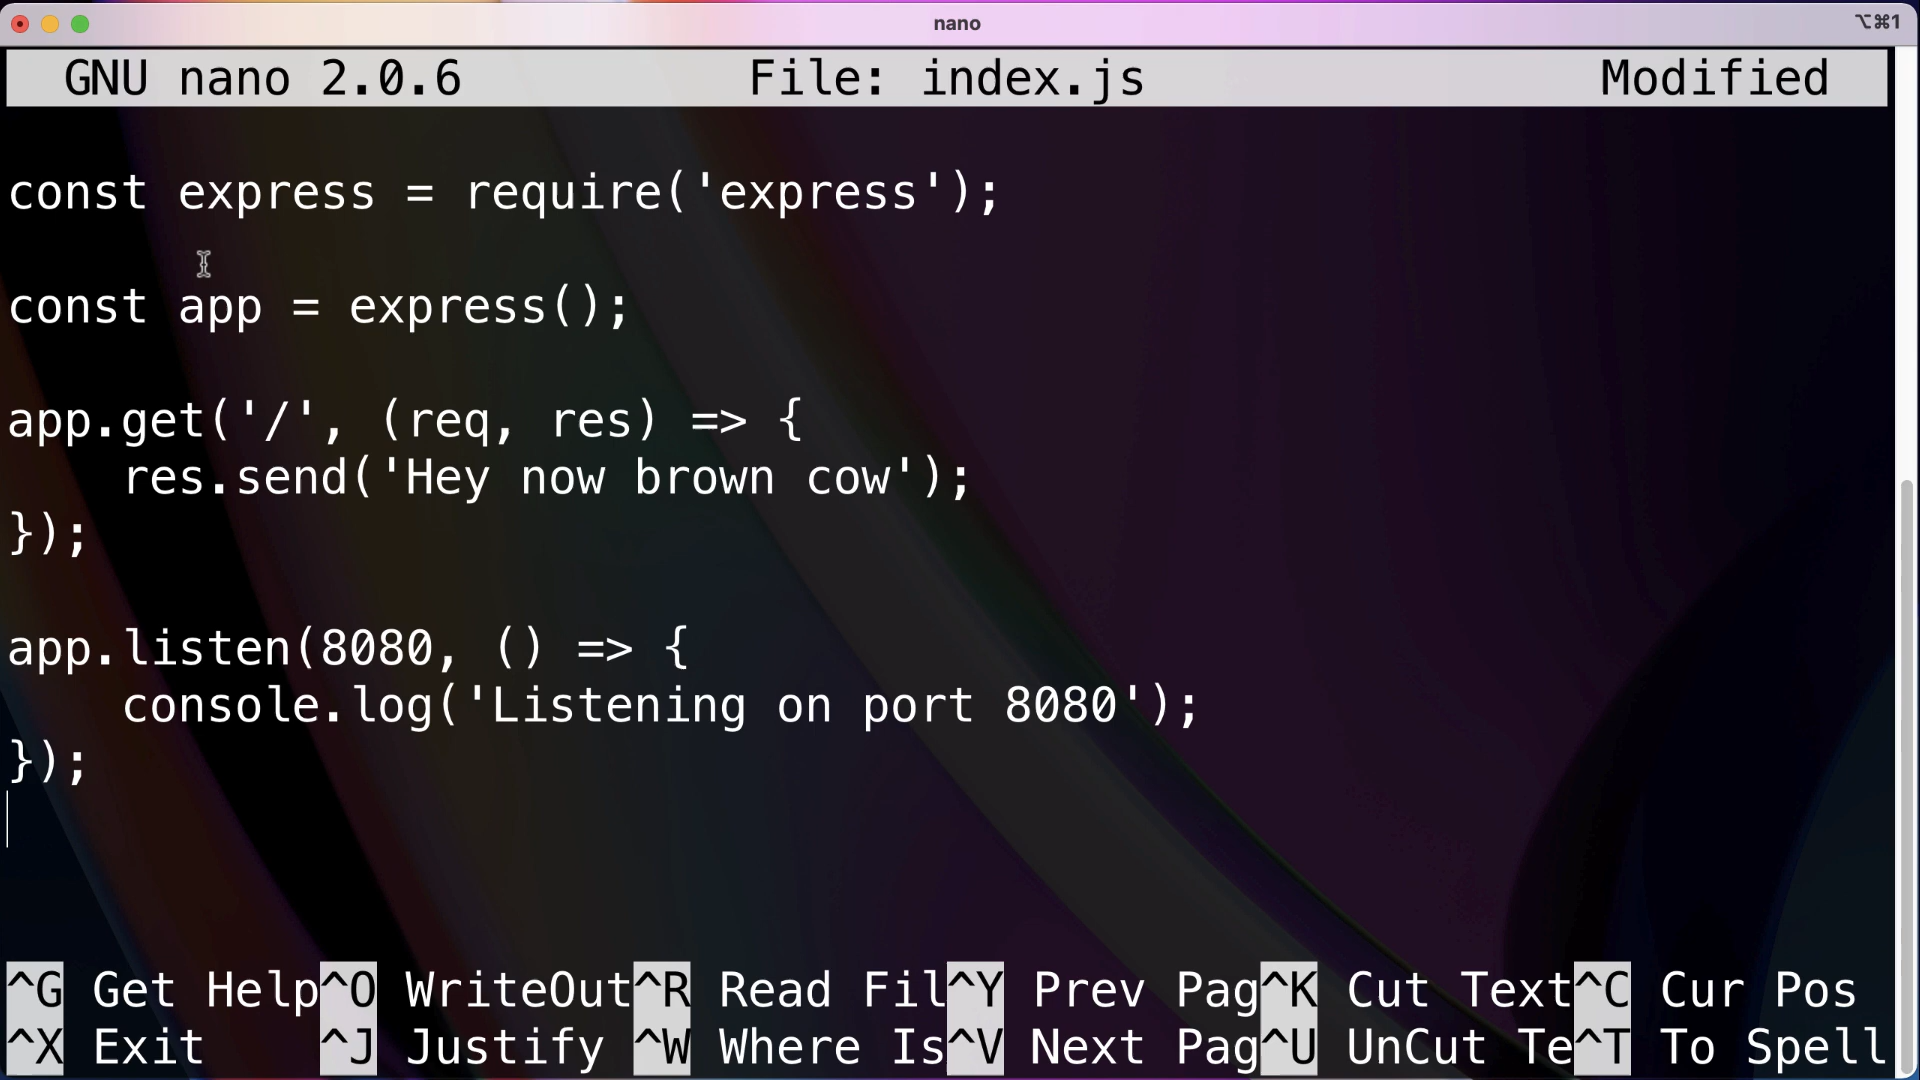 nano ⌥⌘1
GNU nano 2.0.6 File: index.js Modified
const express = require('express');
const app = express();
app.get('/', (req, res) => {
    res.send('Hey now brown cow');
});
app.listen(8080, () => {
    console.log('Listening on port 8080');
});
^G Get Help^O WriteOut^R Read Fil^Y Prev Pag^K Cut Text^C Cur Pos
^X Exit ^J Justify ^W Where Is^V Next Pag^U UnCut Te^T To Spell